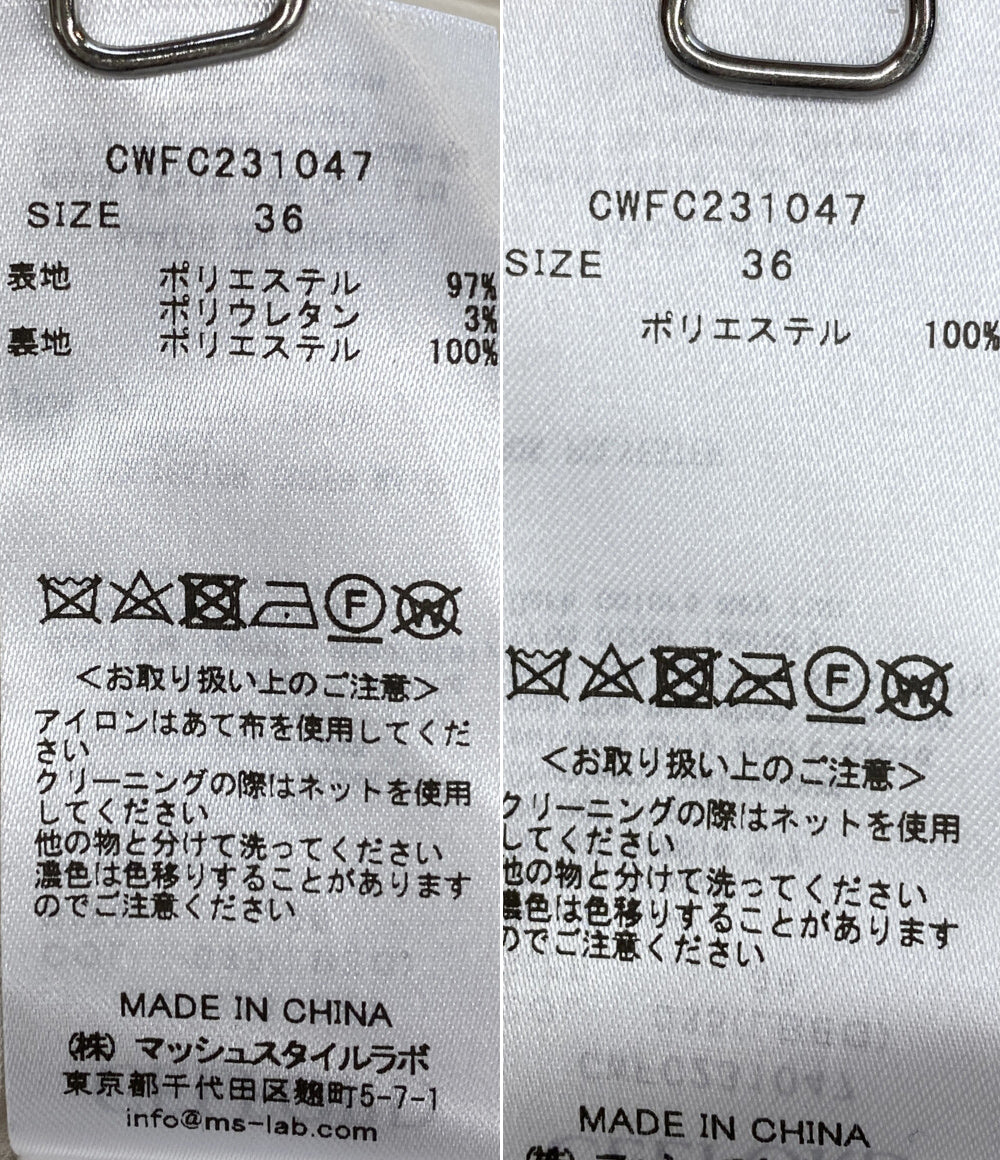 CWFC231047
SIZE 36
表地 ポリエステル 97%
ポリウレタン 3%
裏地 ポリエステル 100%
F W
<お取り扱い上のご注意>
アイロンはあて布を使用してくだ
さい
クリーニングの際はネットを使用
してください
他の物と分けて洗ってください
濃色は色移りすることがあります
のでご注意ください
MADE IN CHINA
(株) マッシュスタイルラボ
東京都千代田区麹町5-7-1
info@ms-lab.com
CWFC231047
SIZE 36
ポリエステル 100%
F W
<お取り扱い上のご注意>
クリーニングの際はネットを使用
してください
他の物と分けて洗ってください
濃色は色移りすることがあります
のでご注意ください
MADE IN CHINA